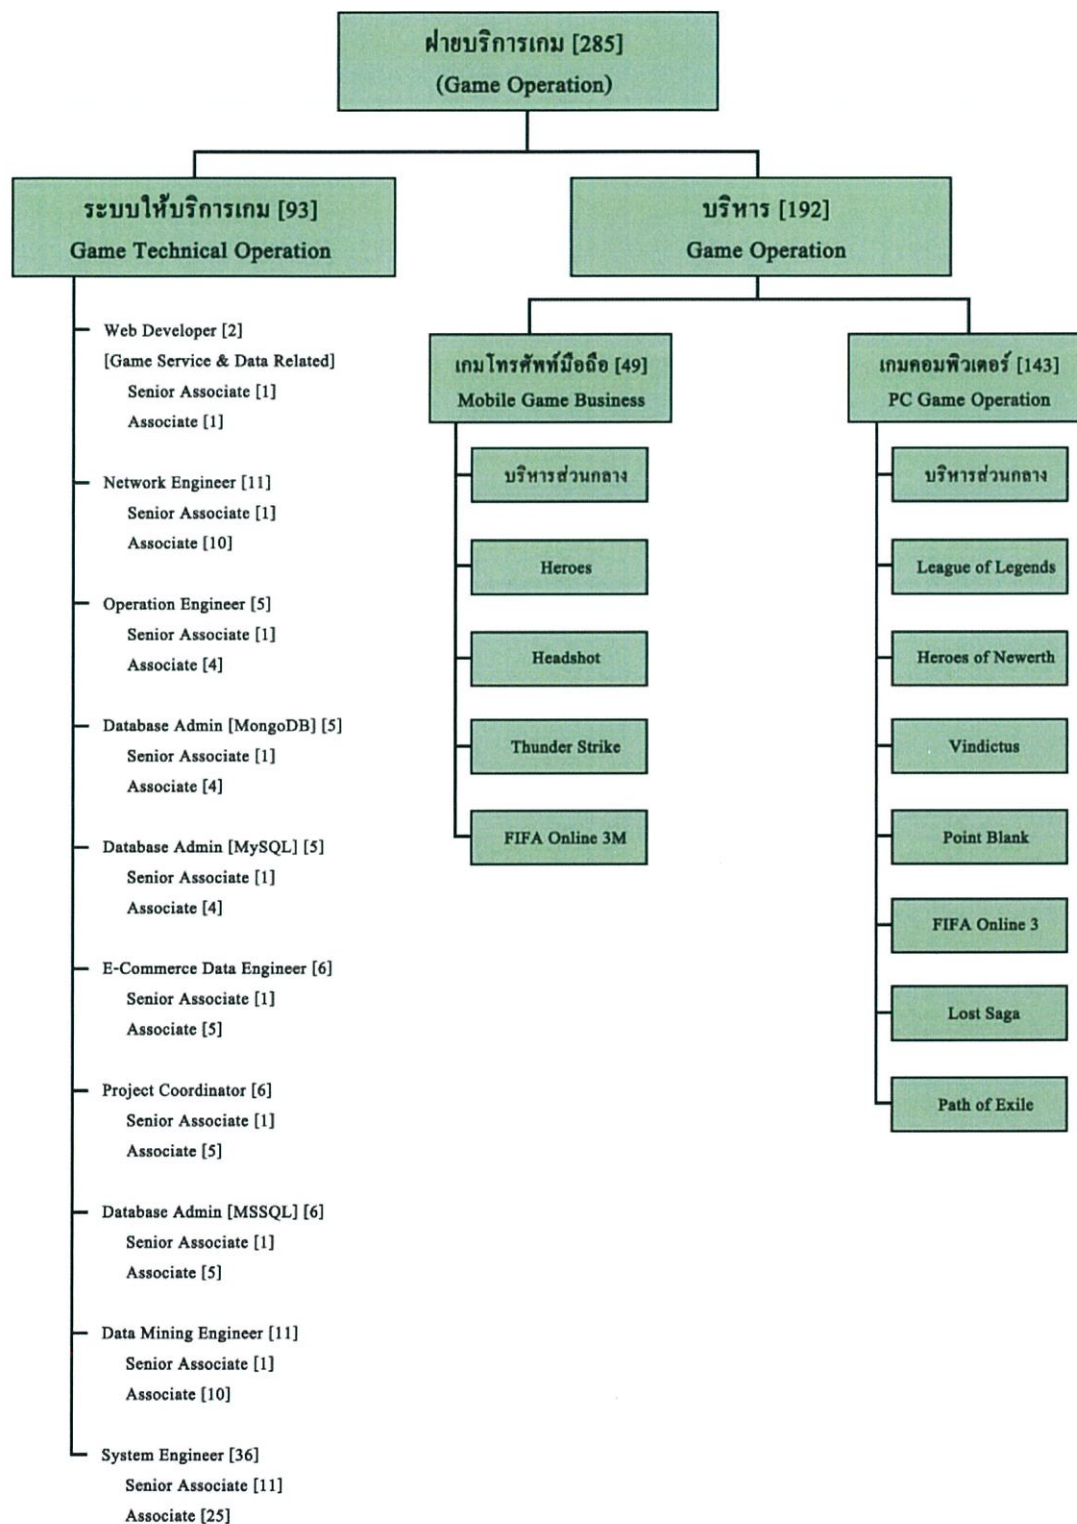 ฝ่ายบริการเกม [285]
(Game Operation)
ระบบให้บริการเกม [93]
Game Technical Operation
Web Developer [2]
[Game Service & Data Related]
Senior Associate [1]
Associate [1]
Network Engineer [11]
Senior Associate [1]
Associate [10]
Operation Engineer [5]
Senior Associate [1]
Associate [4]
Database Admin [MongoDB] [5]
Senior Associate [1]
Associate [4]
Database Admin [MySQL] [5]
Senior Associate [1]
Associate [4]
E-Commerce Data Engineer [6]
Senior Associate [1]
Associate [5]
Project Coordinator [6]
Senior Associate [1]
Associate [5]
Database Admin [MSSQL] [6]
Senior Associate [1]
Associate [5]
Data Mining Engineer [11]
Senior Associate [1]
Associate [10]
System Engineer [36]
Senior Associate [11]
Associate [25]
บริหาร [192]
Game Operation
เกมโทรศัพท์มือถือ [49]
Mobile Game Business
บริหารส่วนกลาง
Heroes
Headshot
Thunder Strike
FIFA Online 3M
เกมคอมพิวเตอร์ [143]
PC Game Operation
บริหารส่วนกลาง
League of Legends
Heroes of Newerth
Vindictus
Point Blank
FIFA Online 3
Lost Saga
Path of Exile